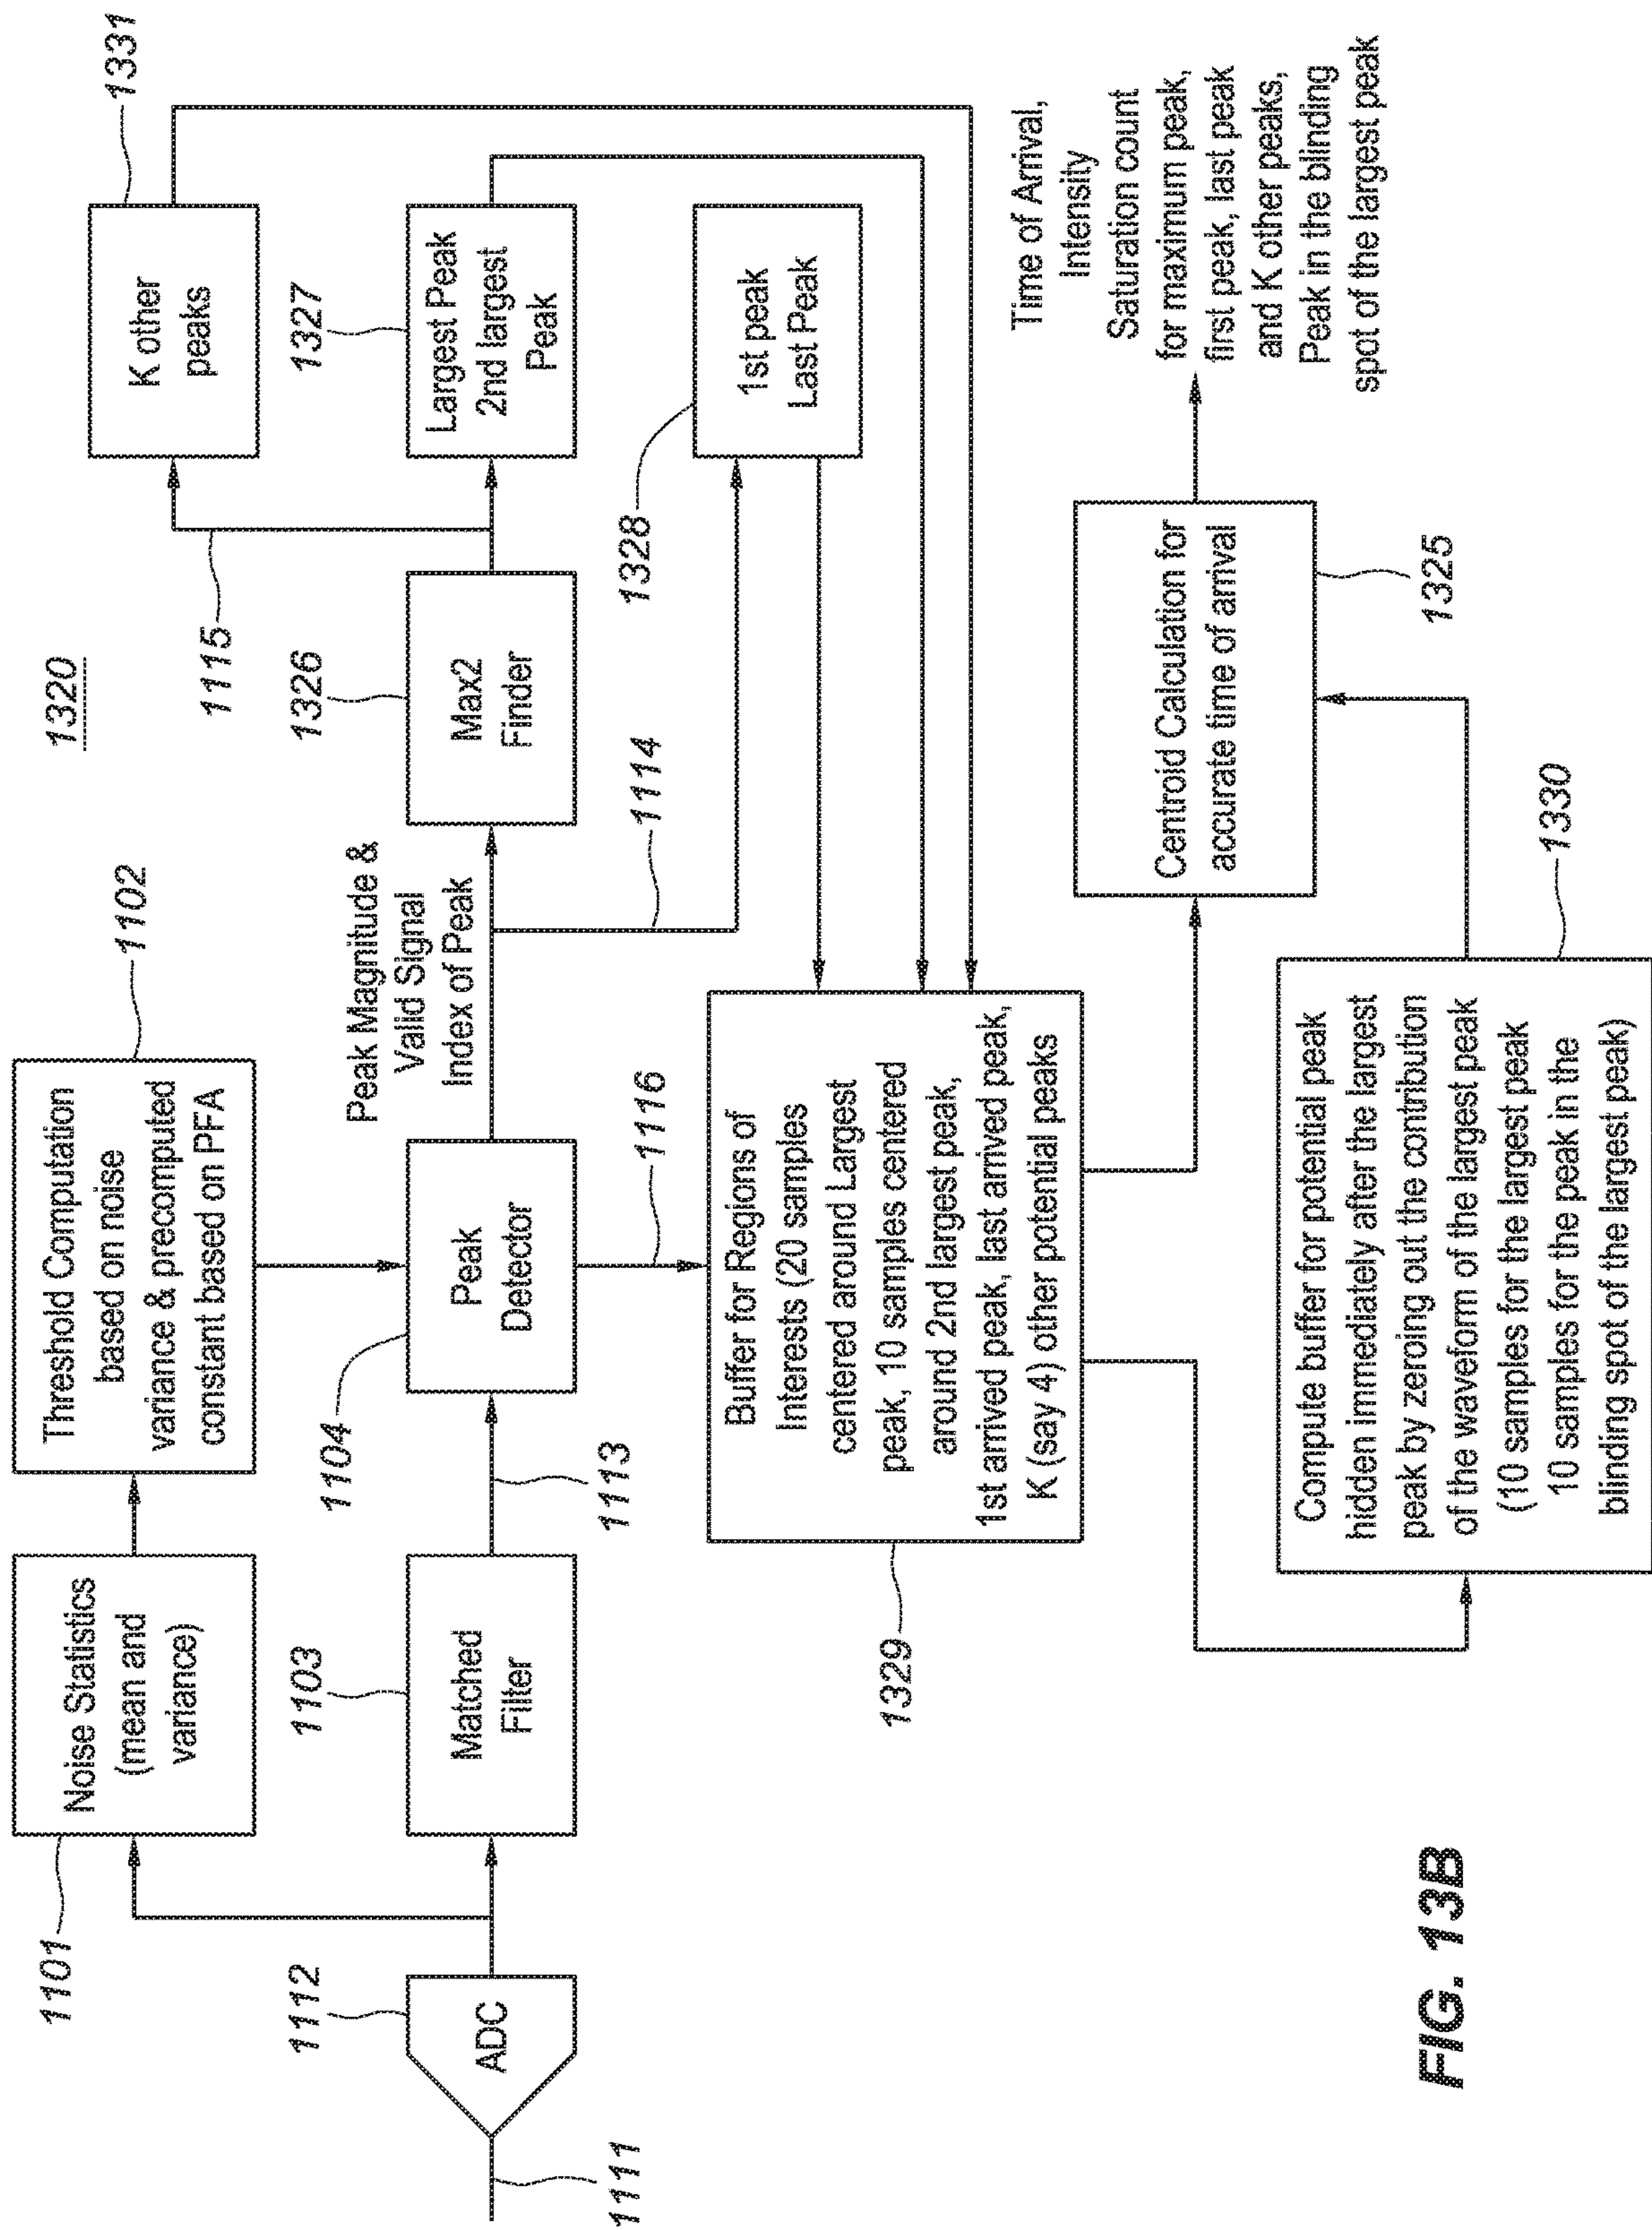 1320
1101
Noise Statistics
(mean and
variance)
1102
Threshold Computation
based on noise
variance & precomputed
constant based on PFA
1111
1112
ADC
1103
Matched
Filter
1113
1104
Peak
Detector
Peak Magnitude &
Valid Signal
Index of Peak
1114
1326
Max2
Finder
1115
1331
K other
peaks
1327
Largest Peak
2nd largest
Peak
1328
1st peak
Last Peak
1116
1329
Buffer for Regions of
Interests (20 samples
centered around Largest
peak, 10 samples centered
around 2nd largest peak,
1st arrived peak, last arrived peak,
K (say 4) other potential peaks
Centroid Calculation for
accurate time of arrival
1325
Time of Arrival,
Intensity
Saturation count
for maximum peak,
first peak, last peak
and K other peaks,
Peak in the blinding
spot of the largest peak
1330
Compute buffer for potential peak
hidden immediately after the largest
peak by zeroing out the contribution
of the waveform of the largest peak
(10 samples for the largest peak
10 samples for the peak in the
blinding spot of the largest peak)
FIG. 13B